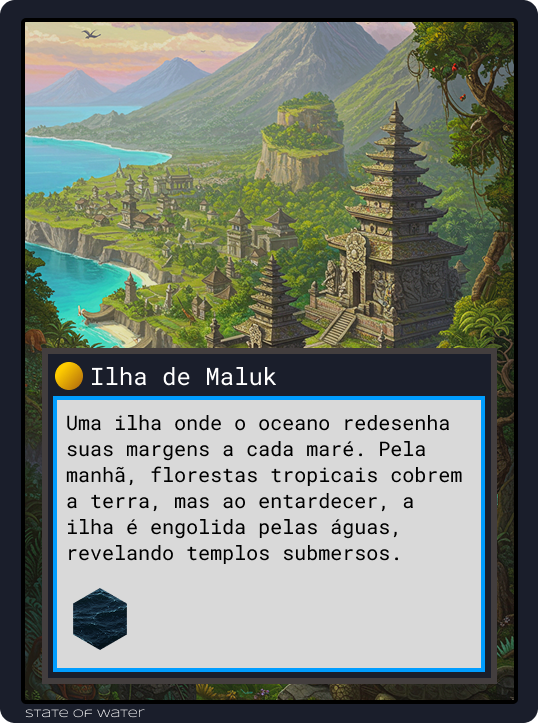 Ilha de Maluk
Uma ilha onde o oceano redesenha
suas margens a cada maré. Pela
manhã, florestas tropicais cobrem
a terra, mas ao entardecer, a
ilha é engolida pelas águas,
revelando templos submersos.
STATE OF WATER